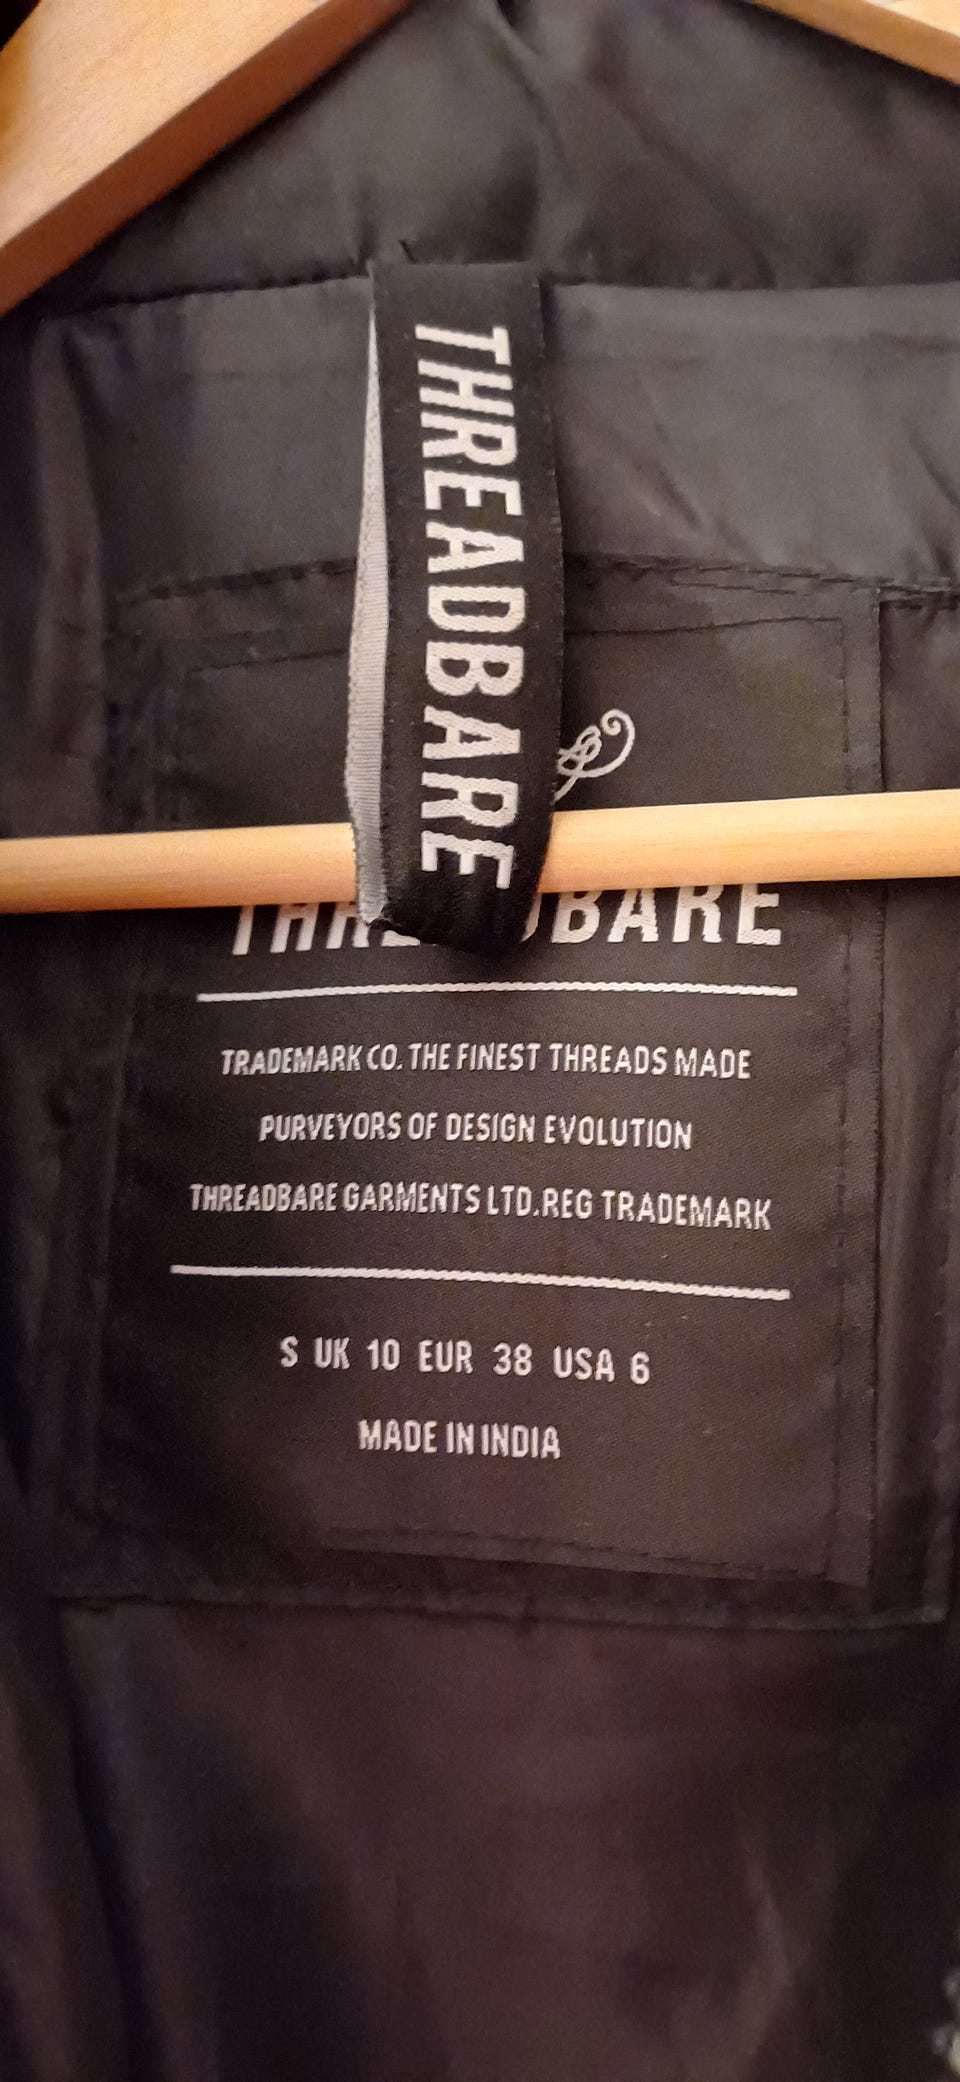 THREADBARE
TRADEMARK CO. THE FINEST THREADS MADE
PURVEYORS OF DESIGN EVOLUTION
THREADBARE GARMENTS LTD.REG TRADEMARK
S UK 10 EUR 38 USA 6
MADE IN INDIA